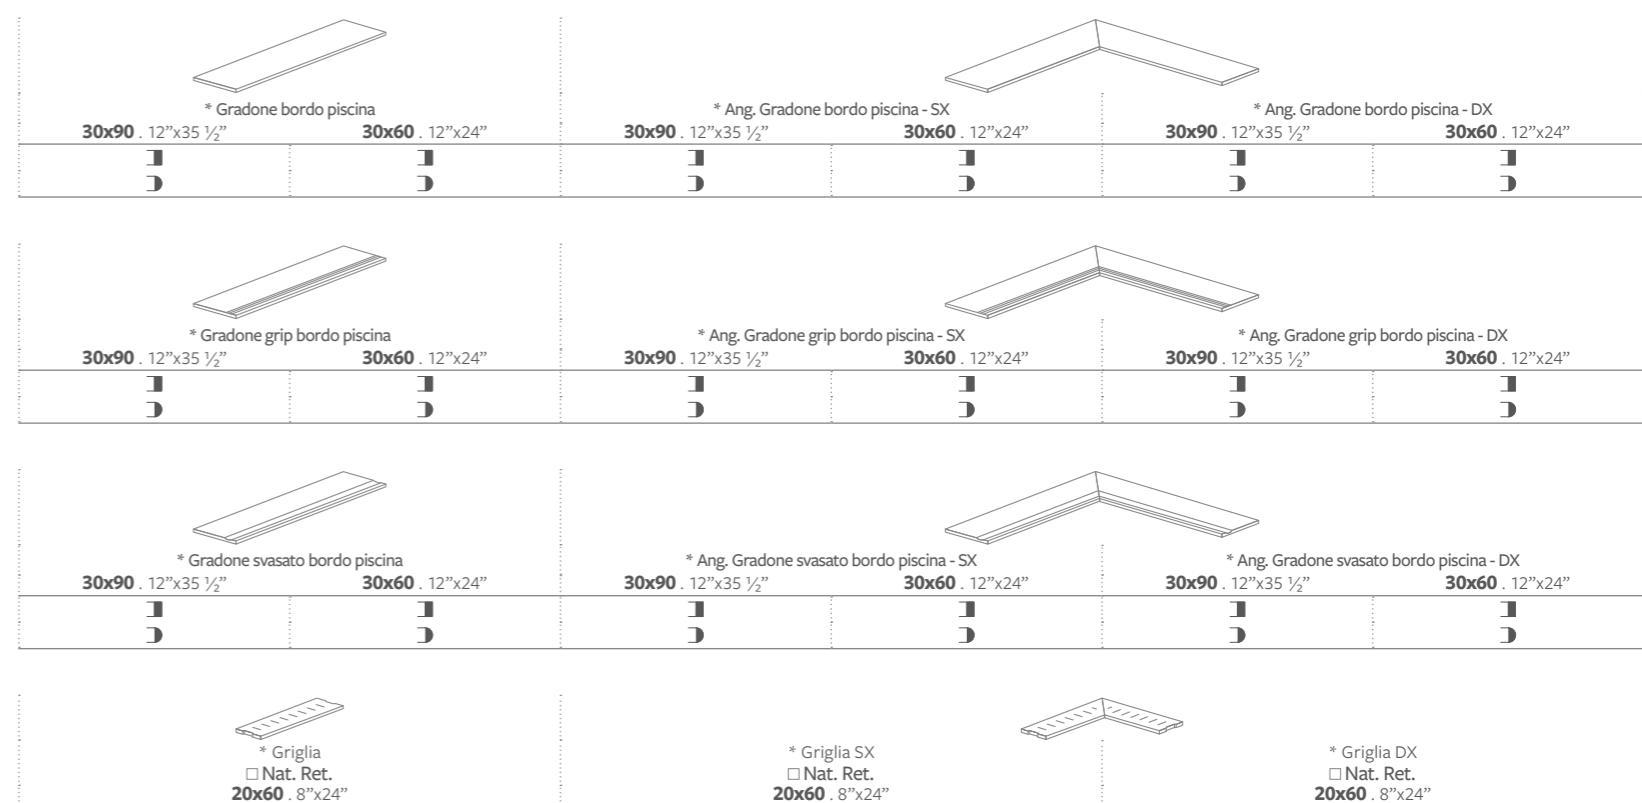 * Gradone bordo piscina
30x90 . 12”x35 ½” 30x60 . 12”x24”
* Ang. Gradone bordo piscina - SX
30x90 . 12”x35 ½” 30x60 . 12”x24”
* Ang. Gradone bordo piscina - DX
30x90 . 12”x35 ½” 30x60 . 12”x24”
* Gradone grip bordo piscina
30x90 . 12”x35 ½” 30x60 . 12”x24”
* Ang. Gradone grip bordo piscina - SX
30x90 . 12”x35 ½” 30x60 . 12”x24”
* Ang. Gradone grip bordo piscina - DX
30x90 . 12”x35 ½” 30x60 . 12”x24”
* Gradone svasato bordo piscina
30x90 . 12”x35 ½” 30x60 . 12”x24”
* Ang. Gradone svasato bordo piscina - SX
30x90 . 12”x35 ½” 30x60 . 12”x24”
* Ang. Gradone svasato bordo piscina - DX
30x90 . 12”x35 ½” 30x60 . 12”x24”
* Griglia
□ Nat. Ret.
20x60 . 8”x24”
* Griglia SX
□ Nat. Ret.
20x60 . 8”x24”
* Griglia DX
□ Nat. Ret.
20x60 . 8”x24”